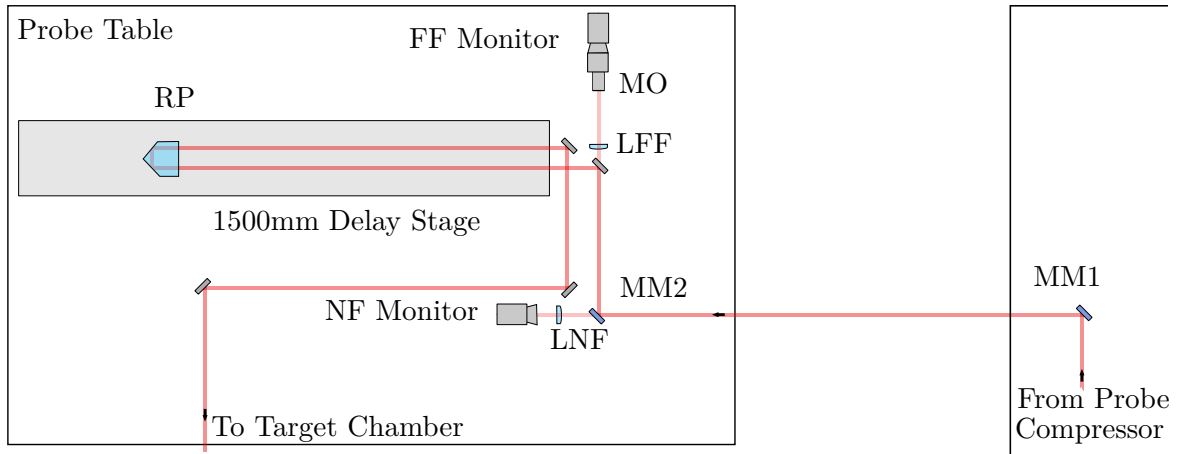 Probe Table
FF Monitor
MO
RP
LFF
1500mm Delay Stage
MM2
MM1
NF Monitor
LNF
From Probe
Compressor
To Target Chamber